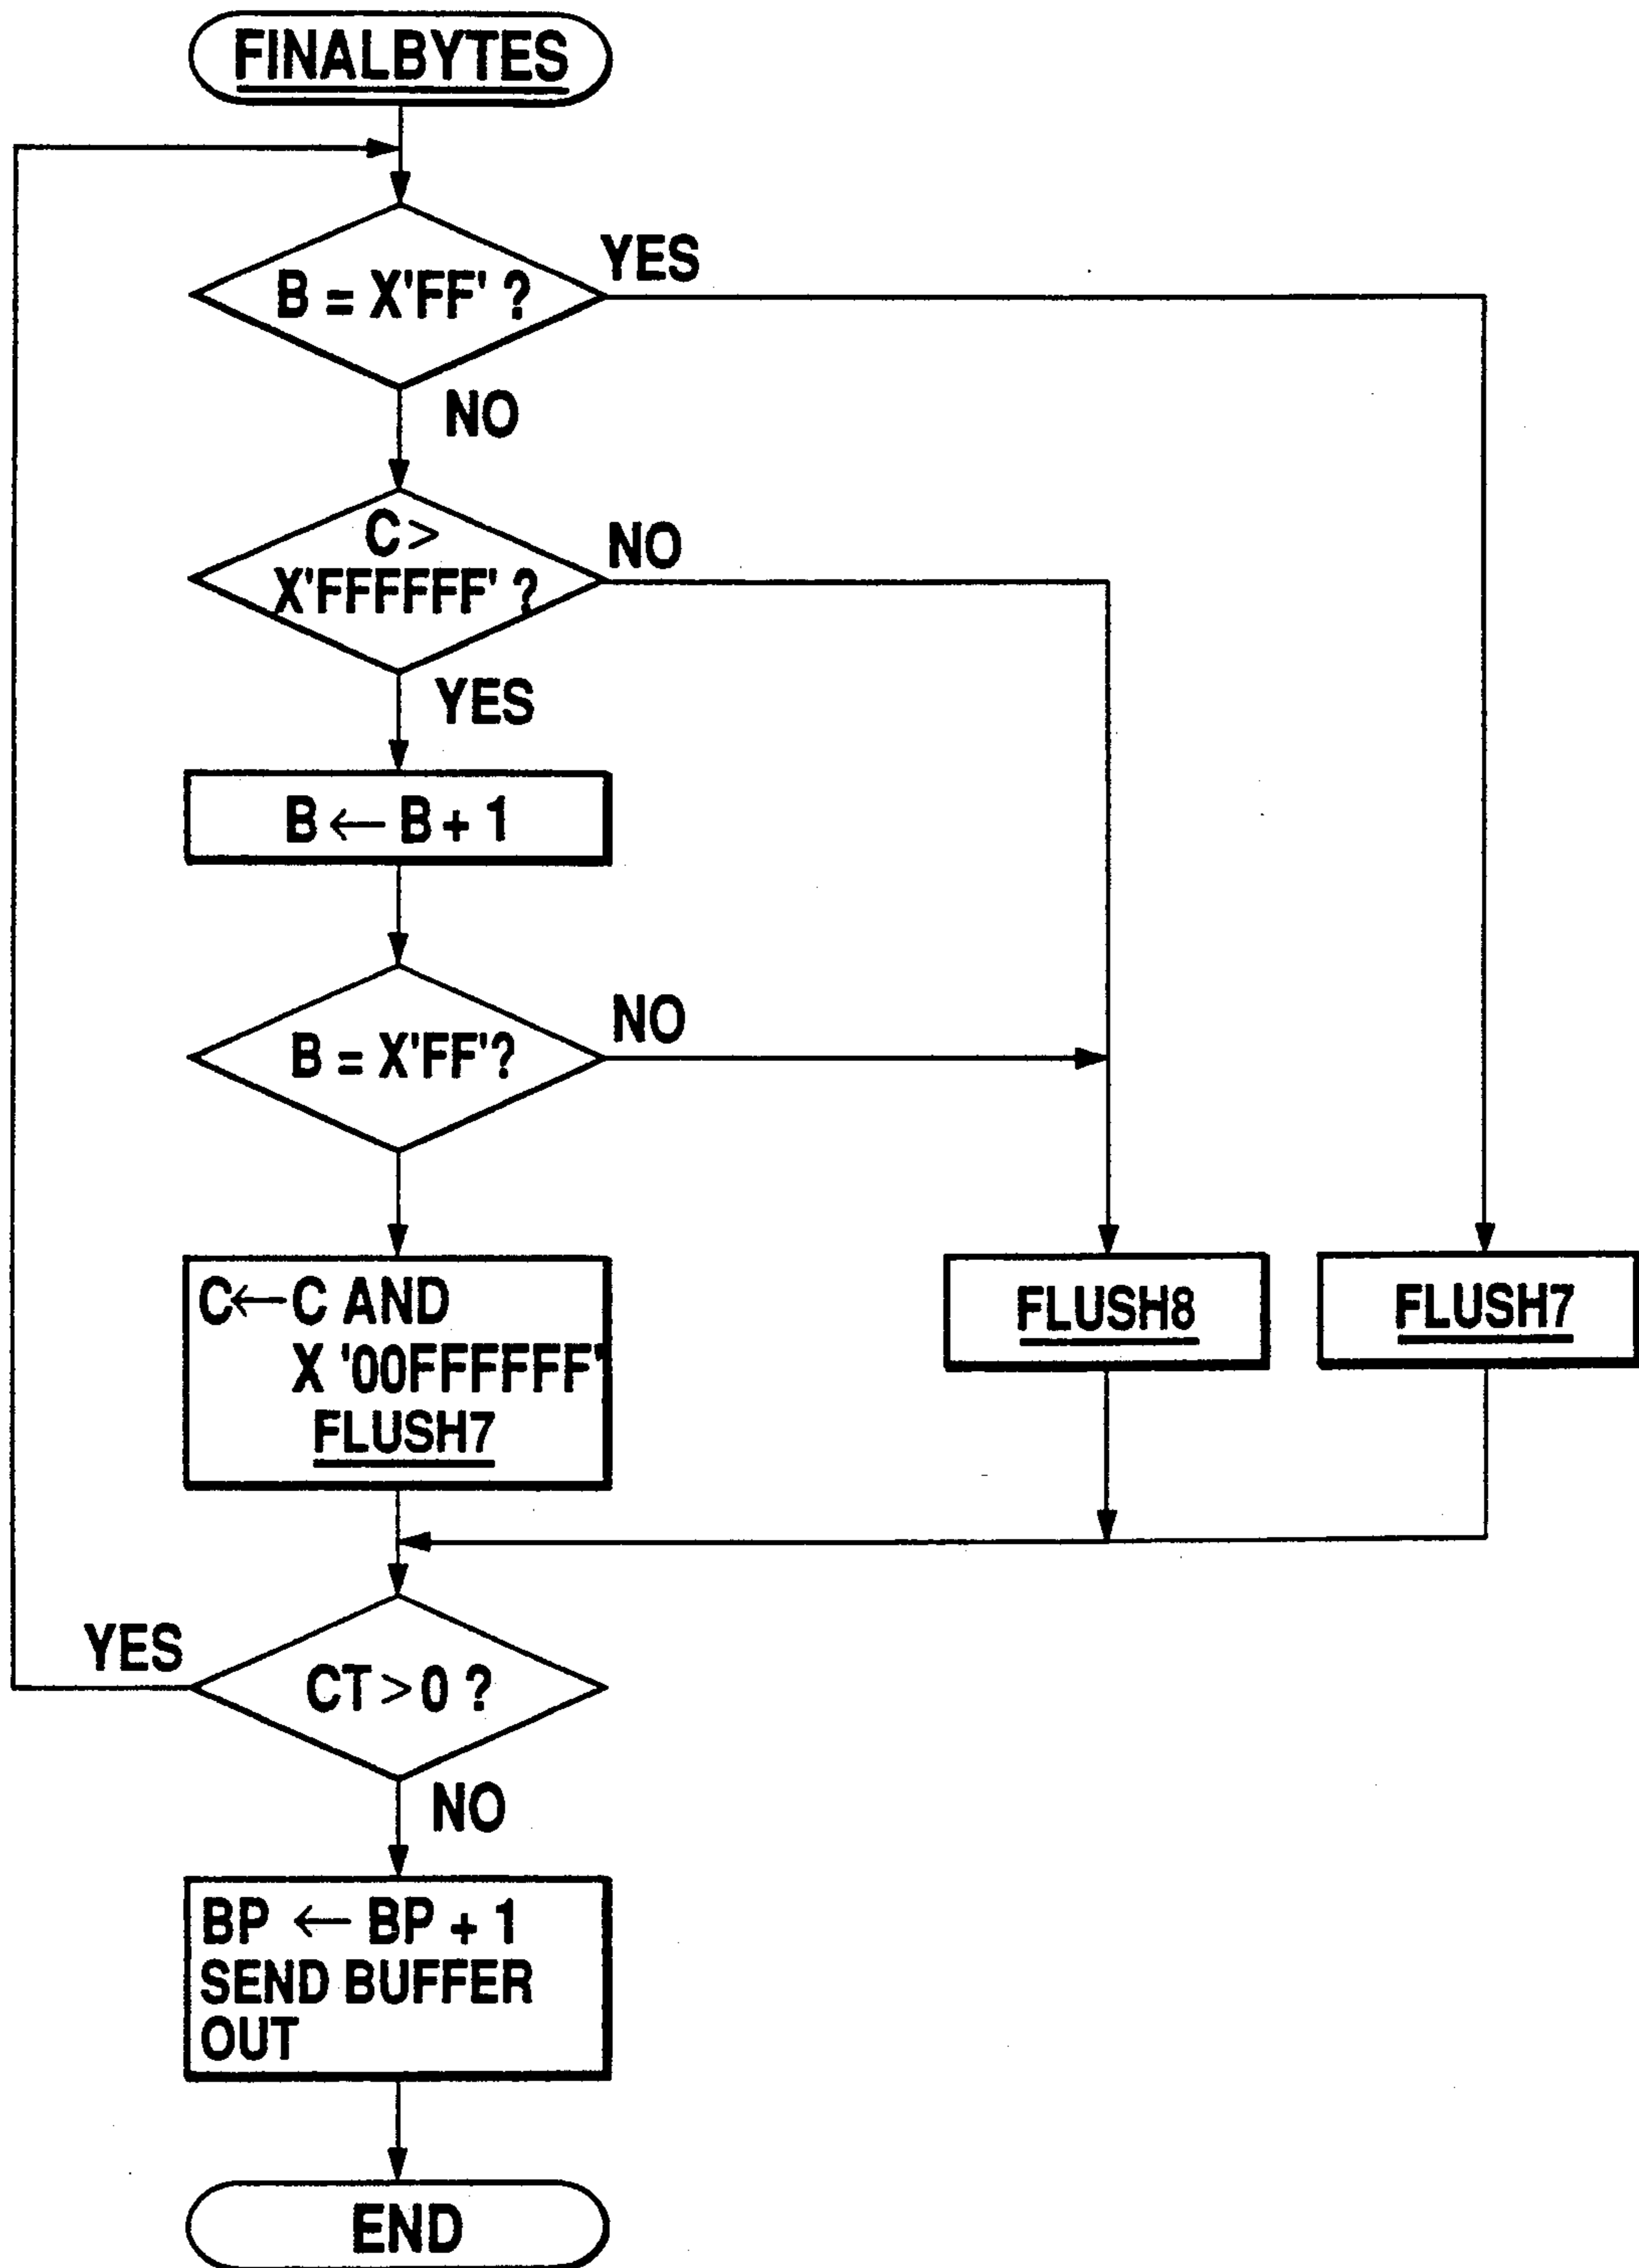 FINALBYTES
B = X'FF' ?
YES
NO
C >
X'FFFFFF' ?
NO
YES
B ← B + 1
B = X'FF'?
NO
C ← C AND
X '00FFFFFF'
FLUSH7
FLUSH8
FLUSH7
CT > 0 ?
YES
NO
BP ← BP + 1
SEND BUFFER
OUT
END